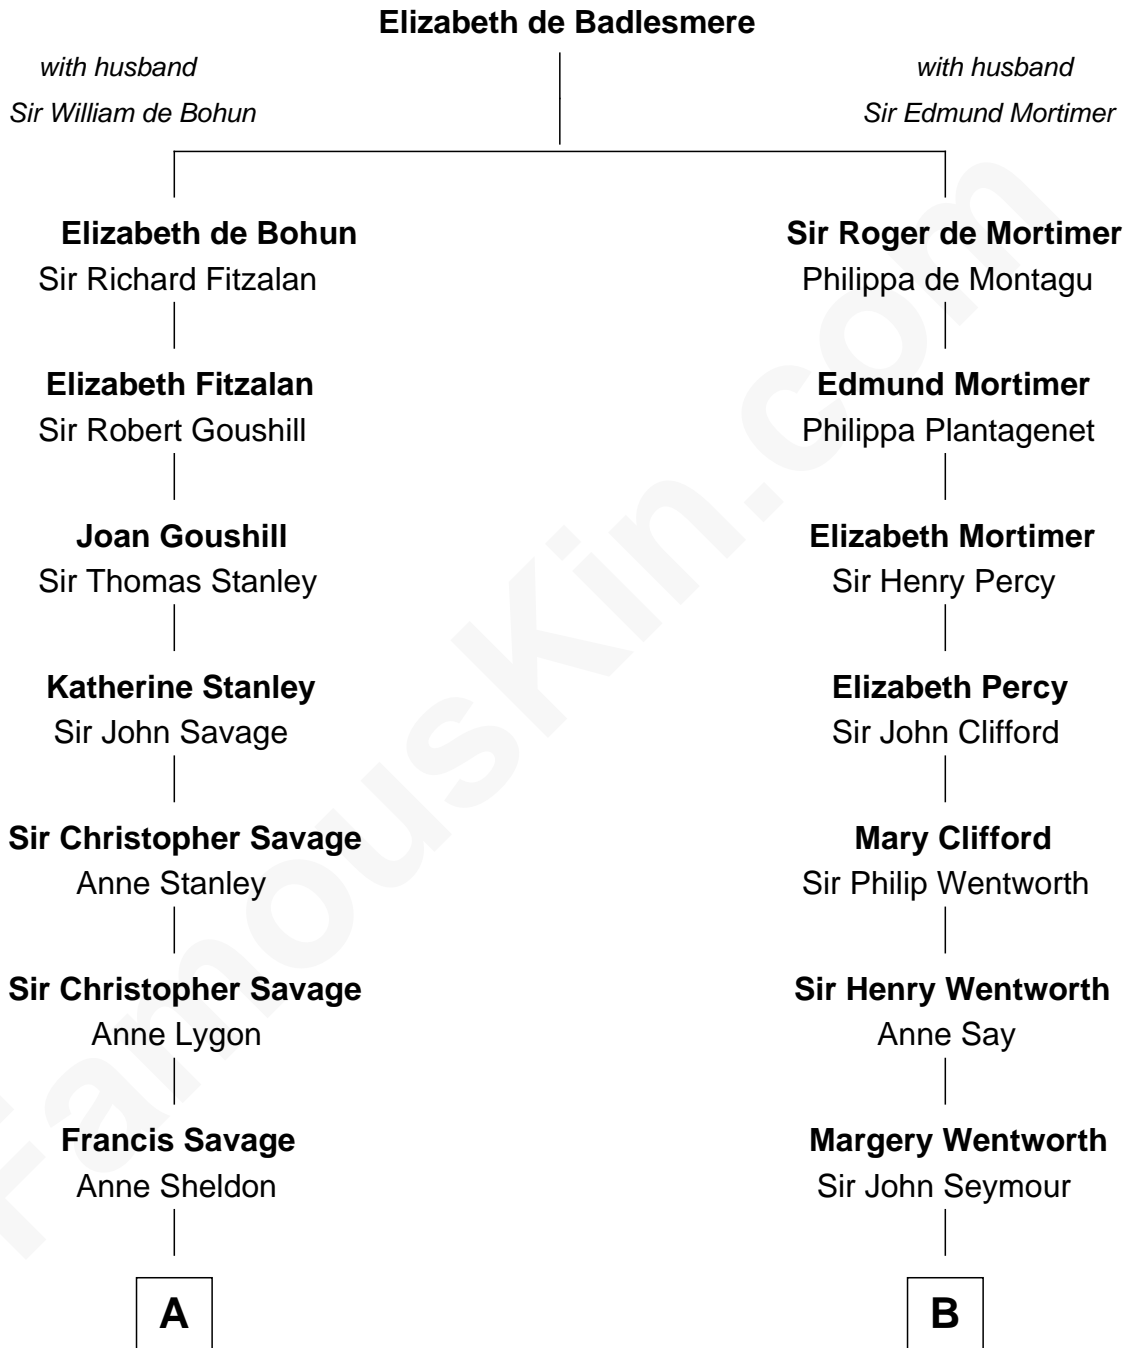 Elizabeth de Badlesmere
with husband
Sir William de Bohun
with husband
Sir Edmund Mortimer
Elizabeth de Bohun
Sir Richard Fitzalan
Elizabeth Fitzalan
Sir Robert Goushill
Joan Goushill
Sir Thomas Stanley
Katherine Stanley
Sir John Savage
Sir Christopher Savage
Anne Stanley
Sir Christopher Savage
Anne Lygon
Francis Savage
Anne Sheldon
A
Sir Roger de Mortimer
Philippa de Montagu
Edmund Mortimer
Philippa Plantagenet
Elizabeth Mortimer
Sir Henry Percy
Elizabeth Percy
Sir John Clifford
Mary Clifford
Sir Philip Wentworth
Sir Henry Wentworth
Anne Say
Margery Wentworth
Sir John Seymour
B
FamousKin.com